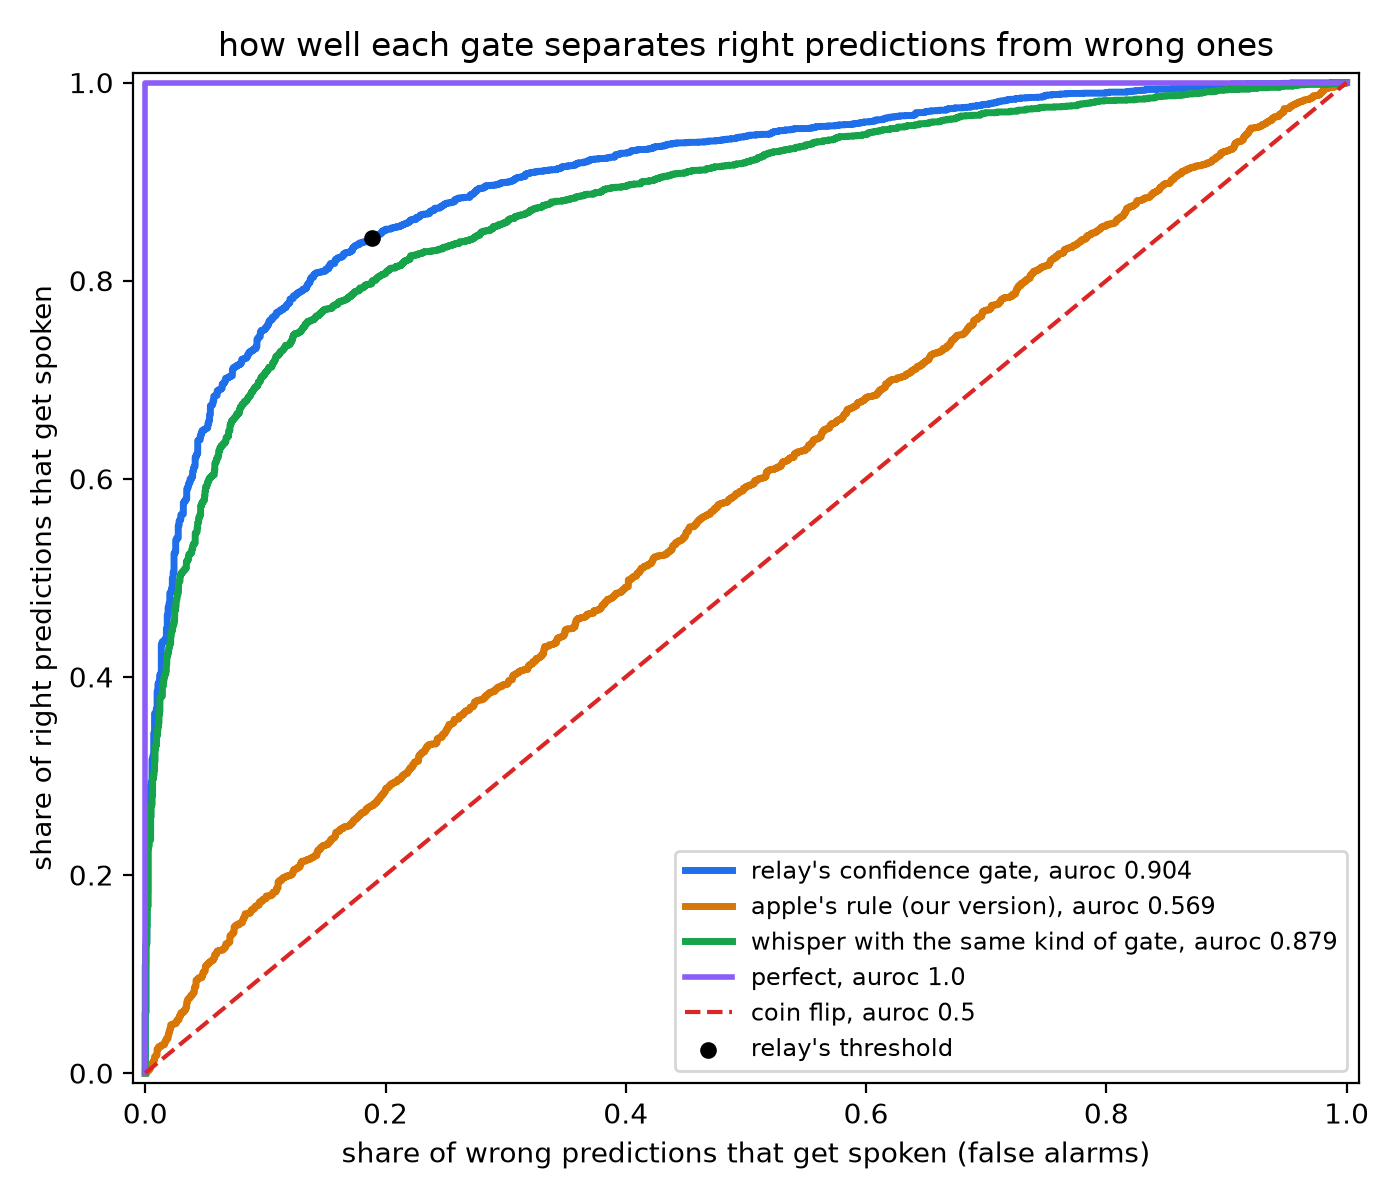 how well each gate separates right predictions from wrong ones
share of right predictions that get spoken
1.0
0.8
0.6
0.4
0.2
0.0
relay's confidence gate, auroc 0.904
apple's rule (our version), auroc 0.569
whisper with the same kind of gate, auroc 0.879
perfect, auroc 1.0
coin flip, auroc 0.5
relay's threshold
0.0 0.2 0.4 0.6 0.8 1.0
share of wrong predictions that get spoken (false alarms)